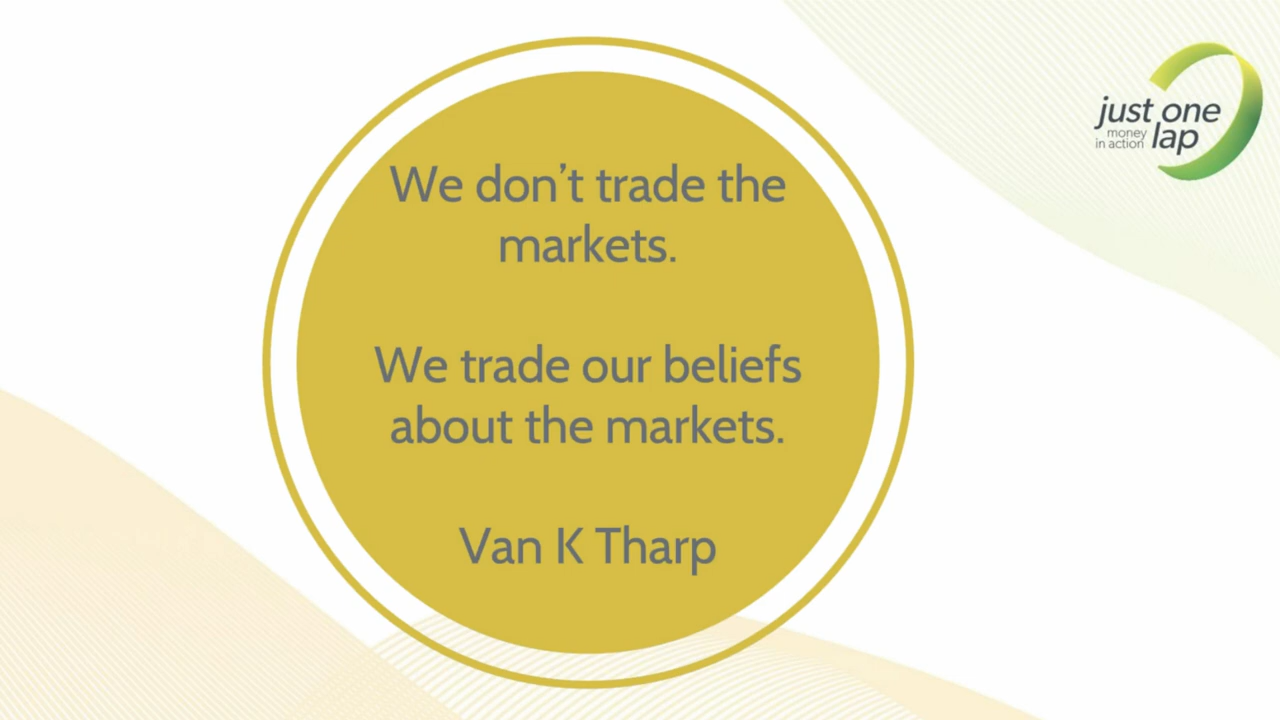 We don't trade the
markets.
We trade our beliefs
about the markets.
Van K Tharp
just one
money
in action lap